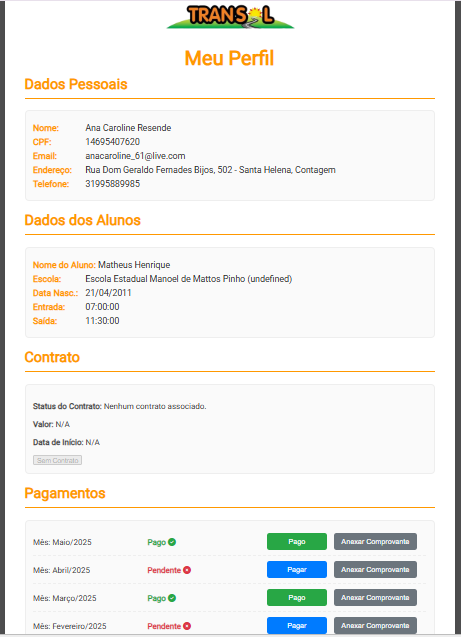 TRANSOL
Meu Perfil
Dados Pessoais
Nome: Ana Caroline Resende
CPF: 14695407620
Email: anacaroline_61@live.com
Endereço: Rua Dom Geraldo Fernades Bijos, 502 - Santa Helena, Contagem
Telefone: 31995889985
Dados dos Alunos
Nome do Aluno: Matheus Henrique
Escola: Escola Estadual Manoel de Mattos Pinho (undefined)
Data Nasc.: 21/04/2011
Entrada: 07:00:00
Saída: 11:30:00
Contrato
Status do Contrato: Nenhum contrato associado.
Valor: N/A
Data de Início: N/A
Sem Contrato
Pagamentos
Mês: Maio/2025 Pago Pago Anexar Comprovante
Mês: Abril/2025 Pendente Pagar Anexar Comprovante
Mês: Março/2025 Pago Pago Anexar Comprovante
Mês: Fevereiro/2025 Pendente Pagar Anexar Comprovante